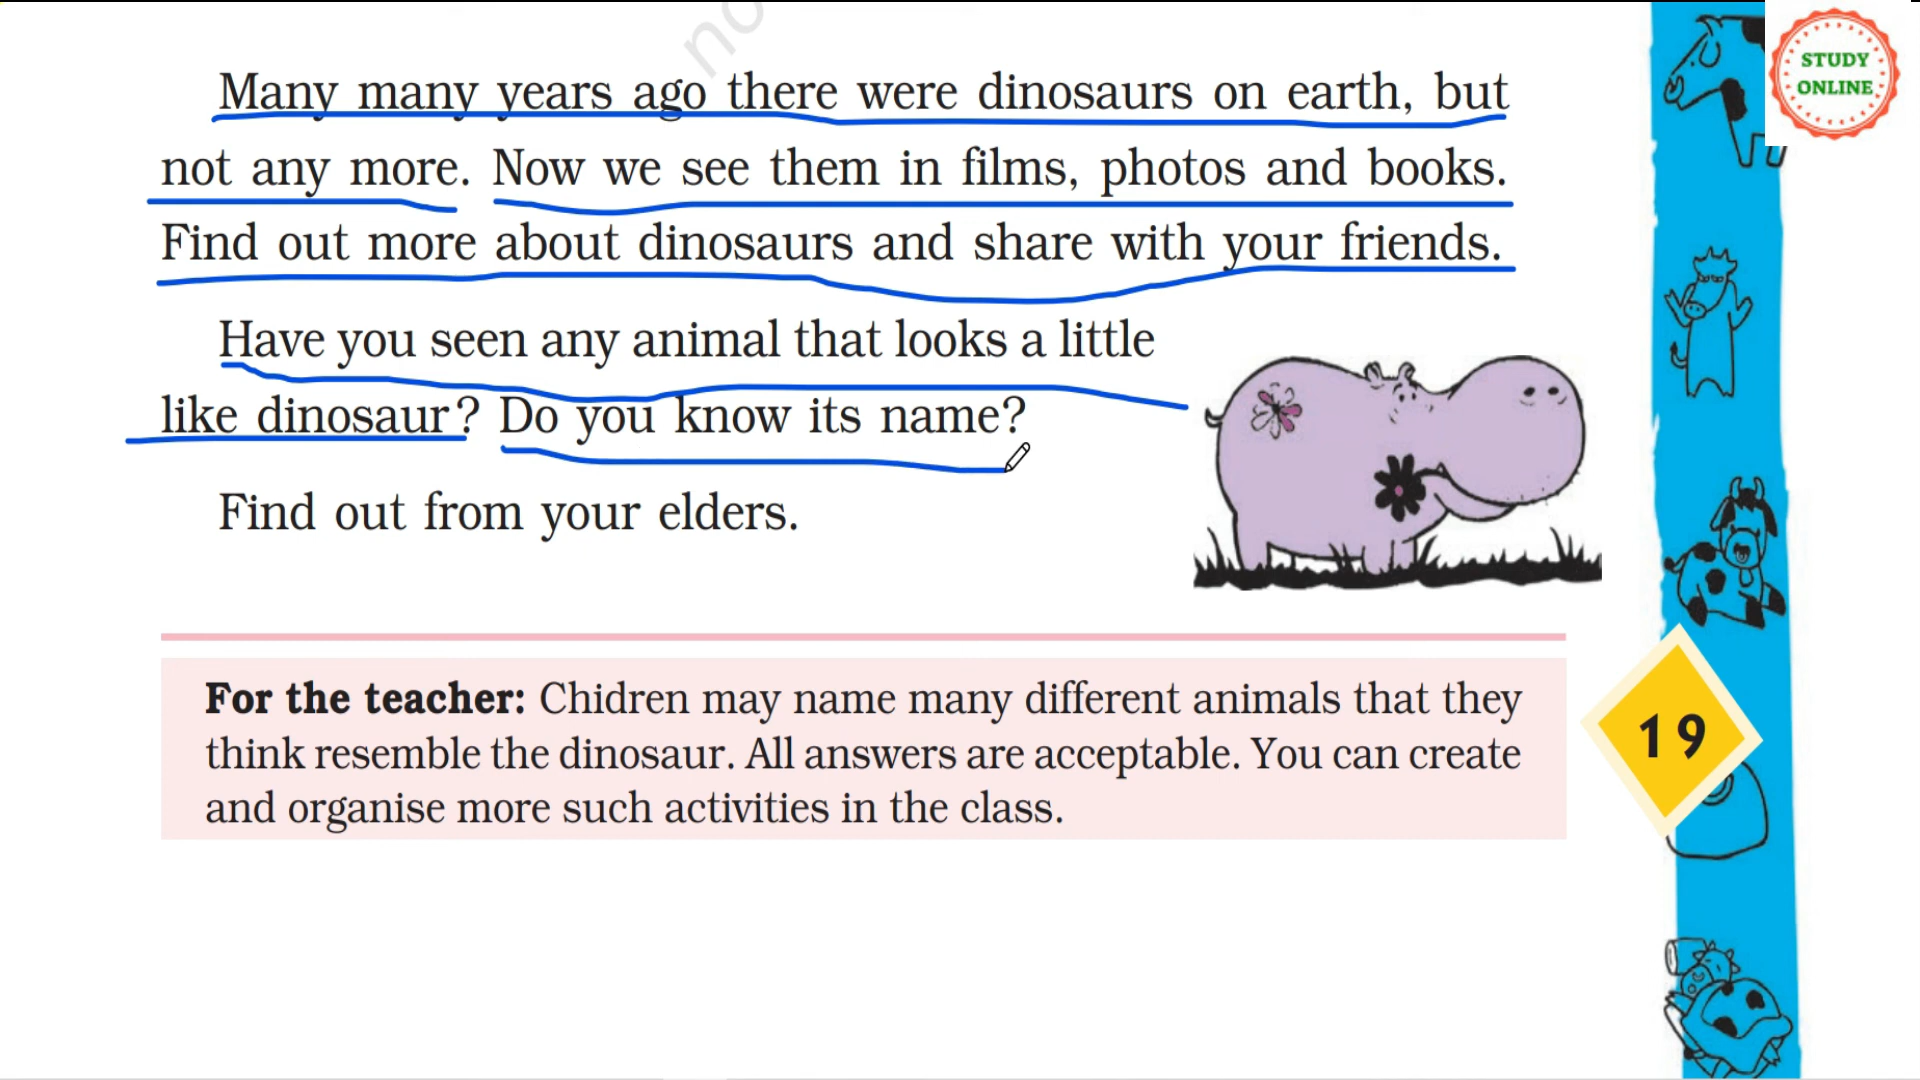 no
Many many years ago there were dinosaurs on earth, but
not any more. Now we see them in films, photos and books.
Find out more about dinosaurs and share with your friends.
Have you seen any animal that looks a little
like dinosaur? Do you know its name?
Find out from your elders.
For the teacher: Chidren may name many different animals that they
think resemble the dinosaur. All answers are acceptable. You can create
and organise more such activities in the class.
19
STUDY
ONLINE